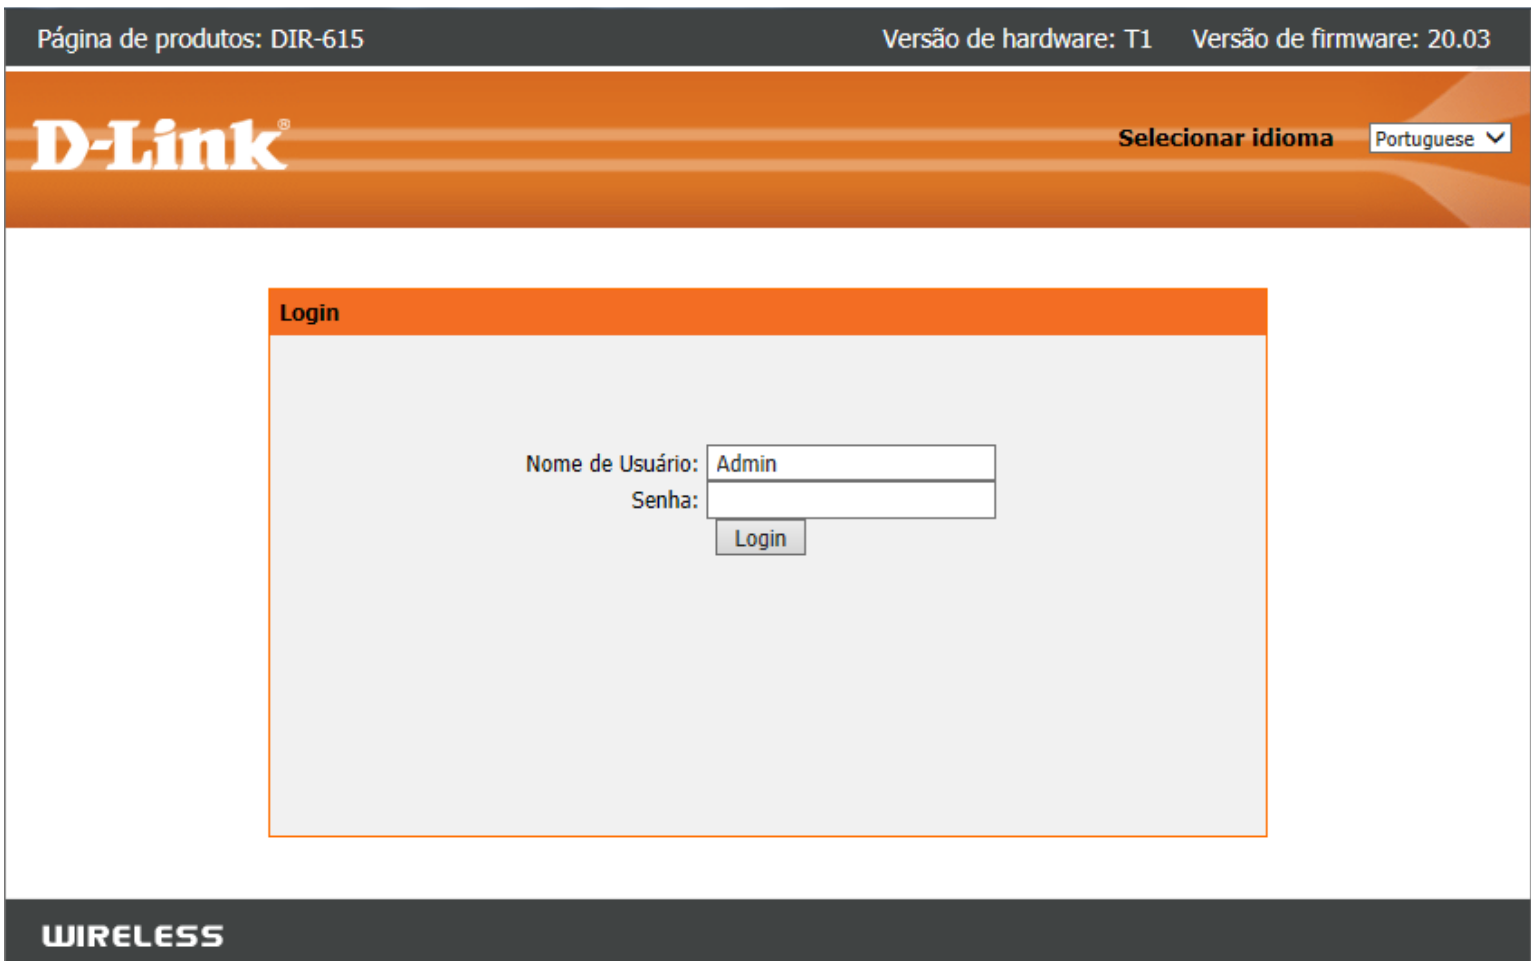 Página de produtos: DIR-615 Versão de hardware: T1 Versão de firmware: 20.03
D-Link®
Selecionar idioma Portuguese
Login
Nome de Usuário: Admin
Senha:
Login
WIRELESS